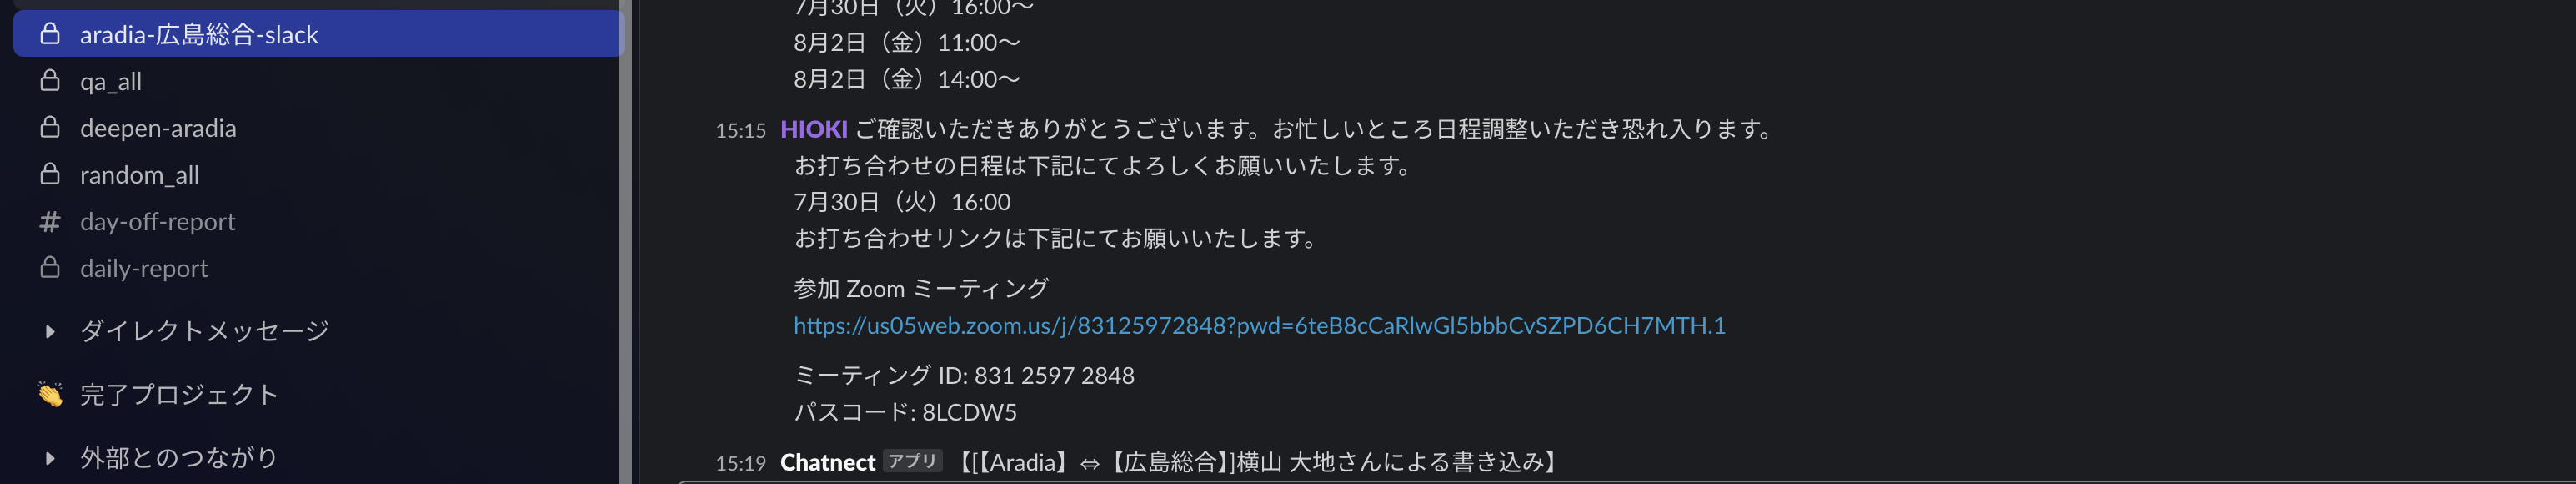 aradia-広島総合-slack
qa_all
deepen-aradia
random_all
day-off-report
daily-report
ダイレクトメッセージ
完了プロジェクト
外部とのつながり
7月30日（火）16:00〜
8月2日（金）11:00〜
8月2日（金）14:00〜
15:15 HIOKI ご確認いただきありがとうございます。お忙しいところ日程調整いただき恐れ入ります。
お打ち合わせの日程は下記にてよろしくお願いいたします。
7月30日（火）16:00
お打ち合わせリンクは下記にてお願いいたします。
参加 Zoom ミーティング
https://us05web.zoom.us/j/83125972848?pwd=6teB8cCaRlwGl5bbbCvSZPD6CH7MTH.1
ミーティング ID: 831 2597 2848
パスコード: 8LCDW5
15:19 Chatnect アプリ 【[【Aradia】⇔【広島総合】]横山 大地さんによる書き込み】